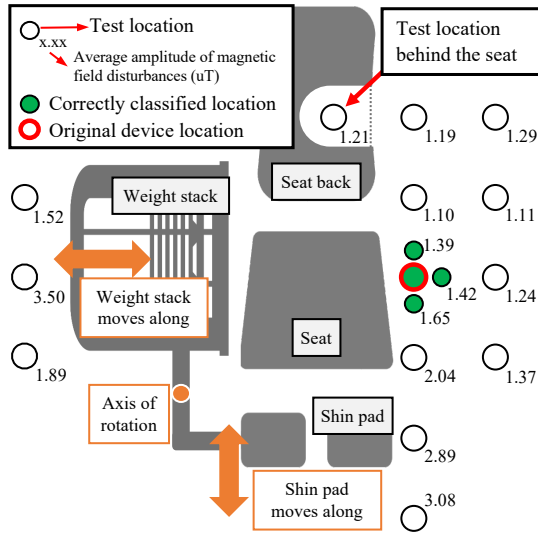 Test location
x.xx
Average amplitude of magnetic
field disturbances (uT)
Correctly classified location
Original device location
Test location
behind the seat
1.21
1.19
1.29
Weight stack
Seat back
1.52
1.10
1.11
1.39
3.50
1.42
1.24
Weight stack
moves along
1.65
Seat
1.89
2.04
1.37
Axis of
rotation
Shin pad
2.89
Shin pad
moves along
3.08